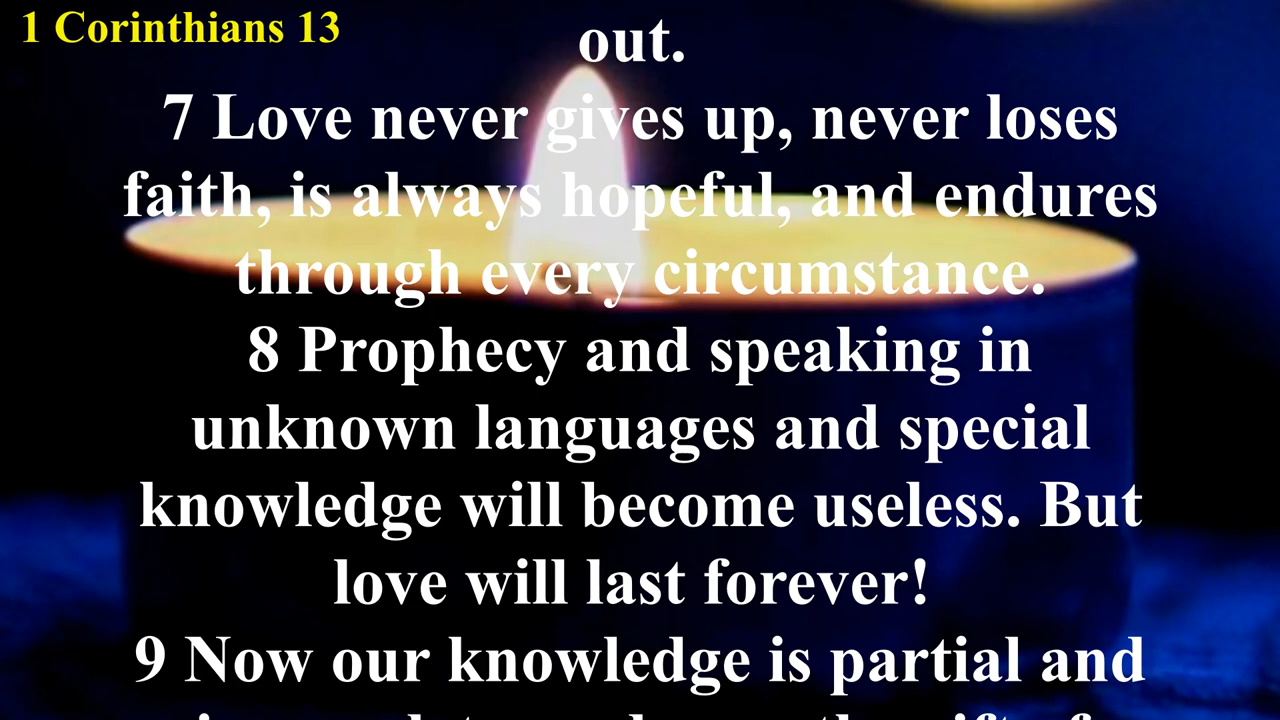 1 Corinthians 13
out.
7 Love never gives up, never loses
faith, is always hopeful, and endures
through every circumstance.
8 Prophecy and speaking in
unknown languages and special
knowledge will become useless. But
love will last forever!
9 Now our knowledge is partial and